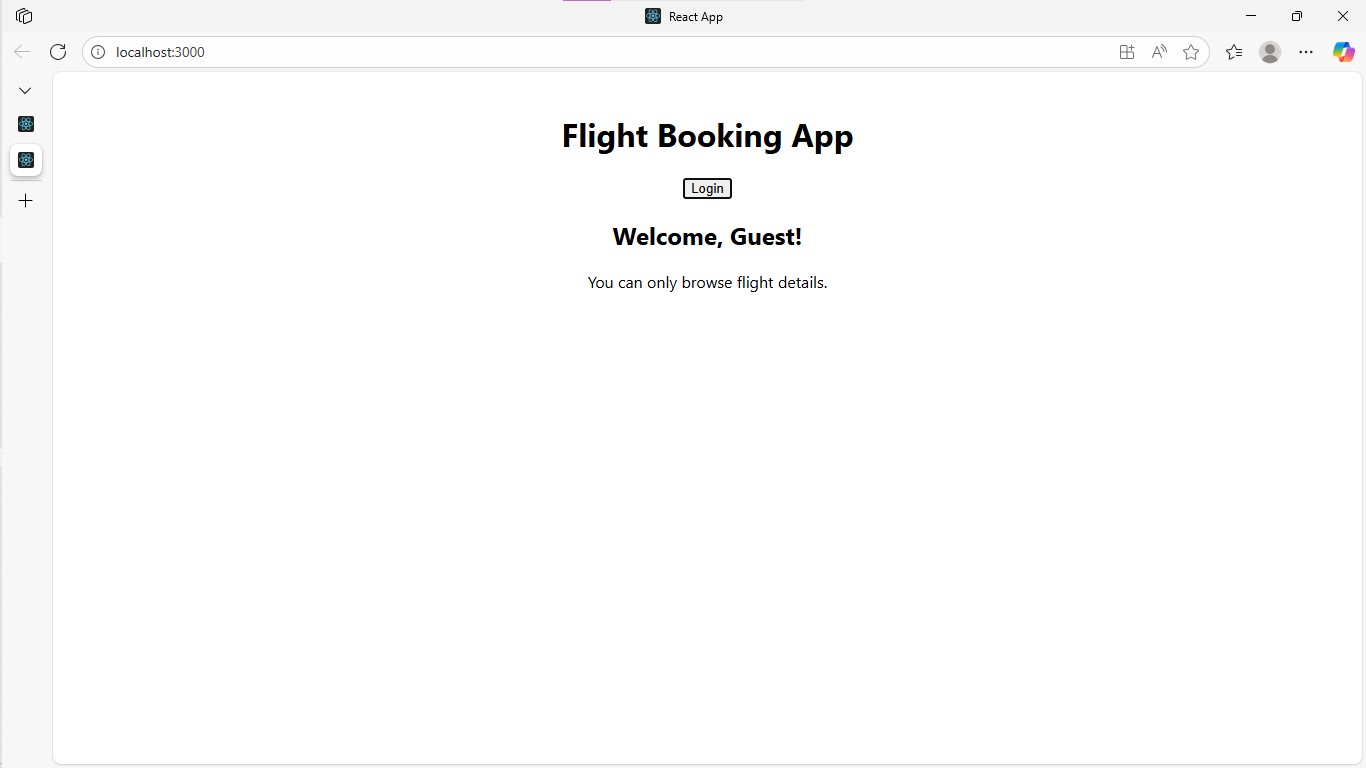 React App
localhost:3000
Flight Booking App
Login
Welcome, Guest!
You can only browse flight details.